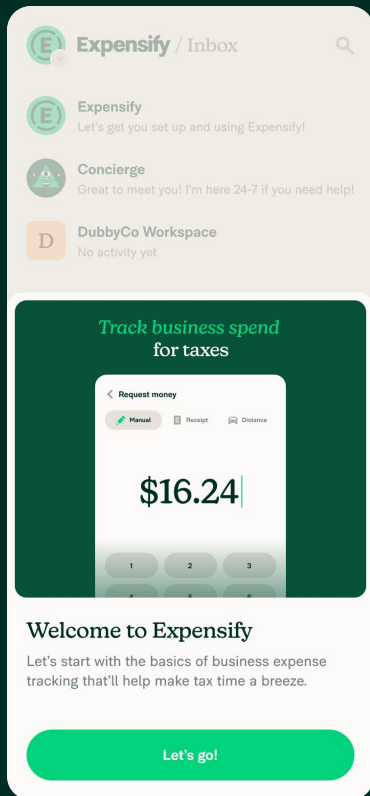 Expensify / Inbox
Expensify
Let's get you set up and using Expensify!
Concierge
Great to meet you! I'm here 24-7 if you need help!
D
DubbyCo Workspace
No activity yet
Track business spend
for taxes
Request money
Manual Receipt Distance
$16.24
1 2 3
4 5 6
Welcome to Expensify
Let's start with the basics of business expense
tracking that'll help make tax time a breeze.
Let's go!